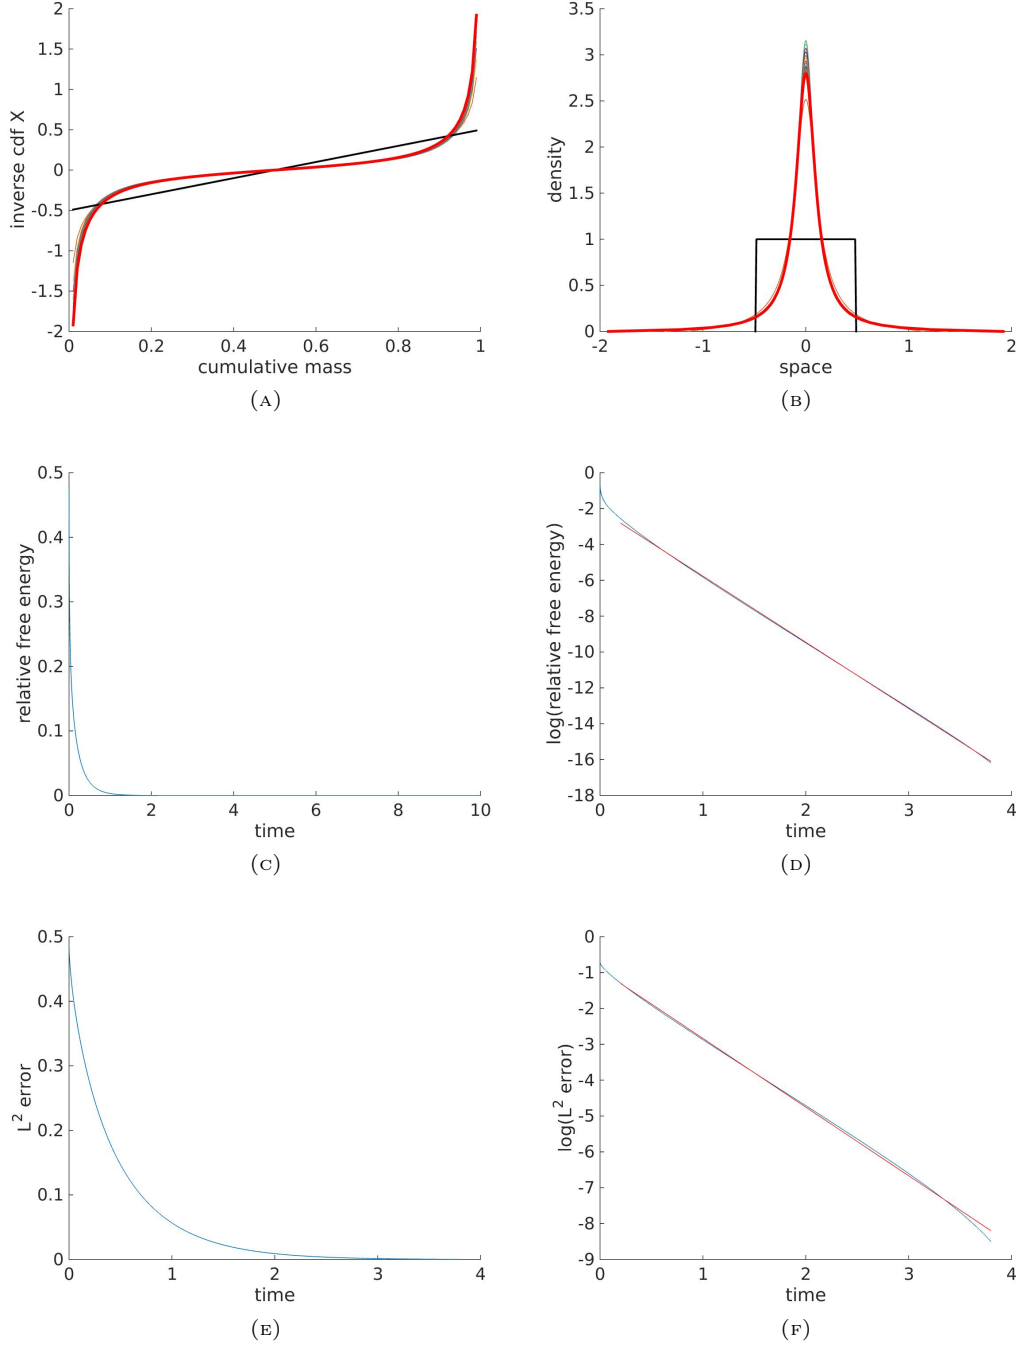 2
1.5
1
0.5
0
-0.5
-1
-1.5
-2
inverse cdf X
0 0.2 0.4 0.6 0.8 1
cumulative mass
(A)
3.5
3
2.5
2
1.5
1
0.5
0
density
-2 -1 0 1 2
space
(B)
0.5
0.4
0.3
0.2
0.1
0
relative free energy
0 2 4 6 8 10
time
(C)
0
-2
-4
-6
-8
-10
-12
-14
-16
-18
log(relative free energy)
0 1 2 3 4
time
(D)
0.5
0.4
0.3
0.2
0.1
0
L² error
0 1 2 3 4
time
(E)
0
-1
-2
-3
-4
-5
-6
-7
-8
-9
log(L² error)
0 1 2 3 4
time
(F)